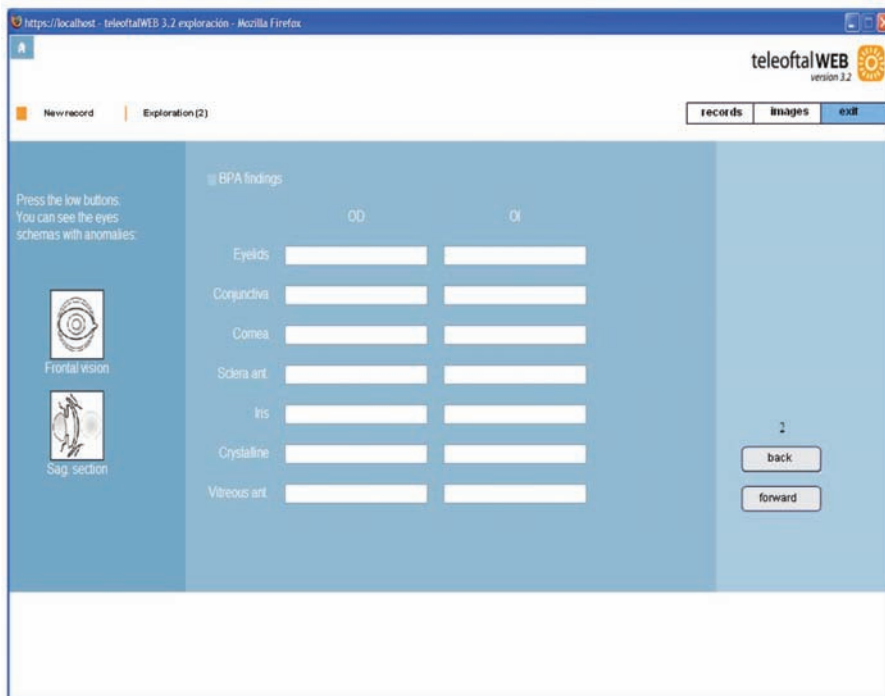 https://localhost - teleoftalWEB 3.2 exploración - Mozilla Firefox
teleoftalWEB
version 3.2
New record | Exploration (2)
records images exit
Press the low buttons.
You can see the eyes
schemas with anomalies:
Frontal vision
Sag. section
BPA findings
OD OI
Eyelids
Conjunctiva
Cornea
Sclera ant.
Iris
Crystalline
Vitreous ant.
2
back
forward